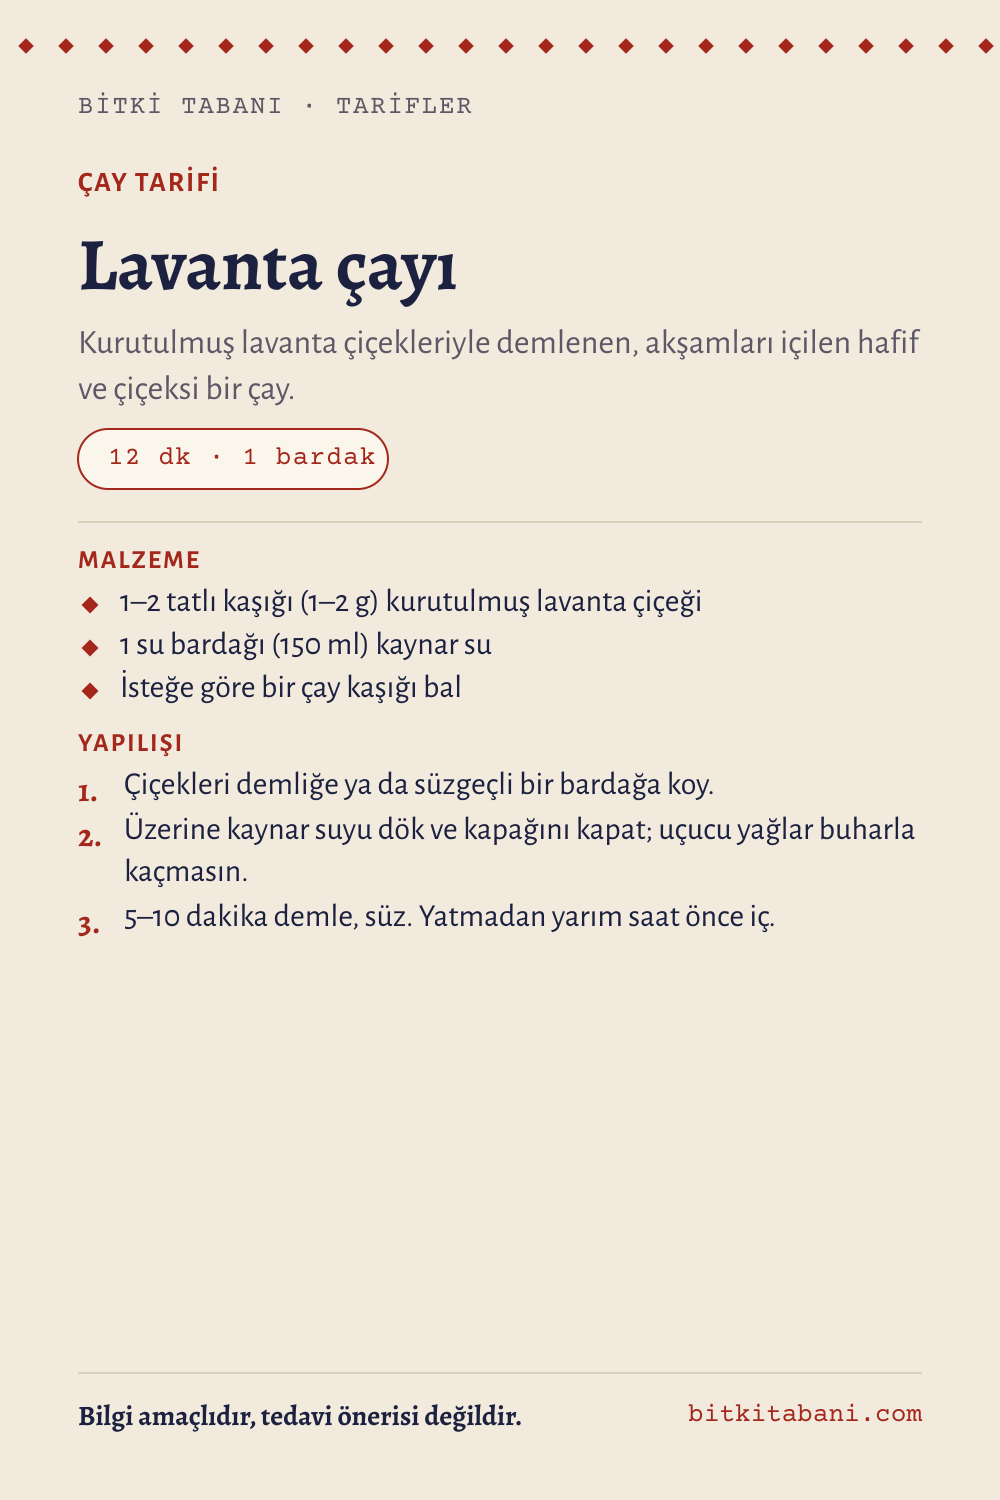 BİTKİ TABANI · TARİFLER
ÇAY TARİFİ
Lavanta çayı
Kurutulmuş lavanta çiçekleriyle demlenen, akşamları içilen hafif
ve çiçeksi bir çay.
12 dk · 1 bardak
MALZEME
1–2 tatlı kaşığı (1–2 g) kurutulmuş lavanta çiçeği
1 su bardağı (150 ml) kaynar su
İsteğe göre bir çay kaşığı bal
YAPILIŞI
1. Çiçekleri demliğe ya da süzgeçli bir bardağa koy.
2. Üzerine kaynar suyu dök ve kapağını kapat; uçucu yağlar buharla
kaçmasın.
3. 5–10 dakika demle, süz. Yatmadan yarım saat önce iç.
Bilgi amaçlıdır, tedavi önerisi değildir.
bitkitabani.com